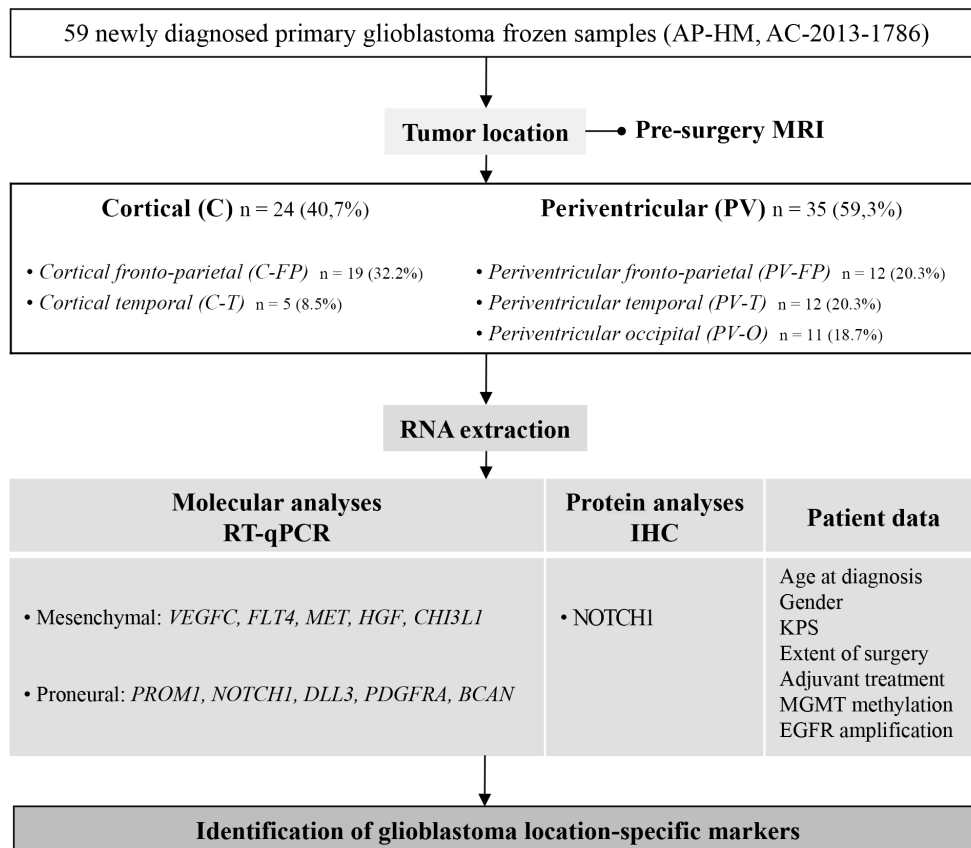 59 newly diagnosed primary glioblastoma frozen samples (AP-HM, AC-2013-1786)
Tumor location
Pre-surgery MRI
Cortical (C) n = 24 (40,7%)
• Cortical fronto-parietal (C-FP) n = 19 (32.2%)
• Cortical temporal (C-T) n = 5 (8.5%)
Periventricular (PV) n = 35 (59,3%)
• Periventricular fronto-parietal (PV-FP) n = 12 (20.3%)
• Periventricular temporal (PV-T) n = 12 (20.3%)
• Periventricular occipital (PV-O) n = 11 (18.7%)
RNA extraction
Molecular analyses
RT-qPCR
• Mesenchymal: VEGFC, FLT4, MET, HGF, CHI3L1
• Proneural: PROM1, NOTCH1, DLL3, PDGFRA, BCAN
Protein analyses
IHC
• NOTCH1
Patient data
Age at diagnosis
Gender
KPS
Extent of surgery
Adjuvant treatment
MGMT methylation
EGFR amplification
Identification of glioblastoma location-specific markers